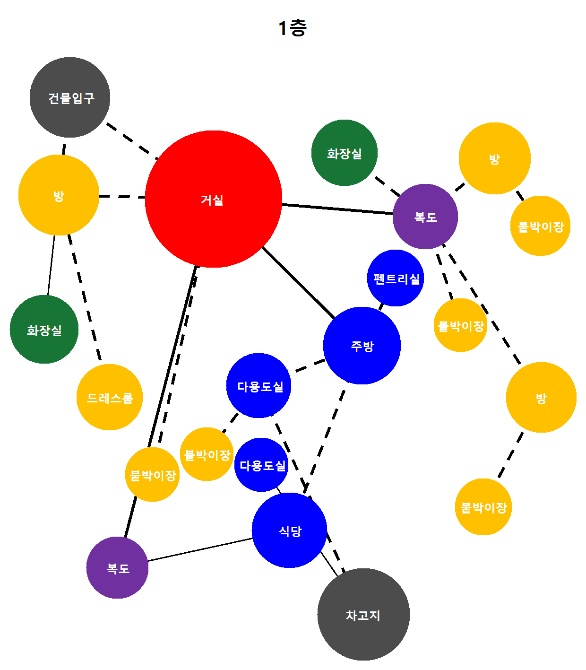 1층
건물입구
화장실
방
방
거실
복도
붙박이장
펜트리실
화장실
붙박이장
주방
다용도실
드레스룸
방
붙박이장
다용도실
붙박이장
붙박이장
식당
복도
차고지